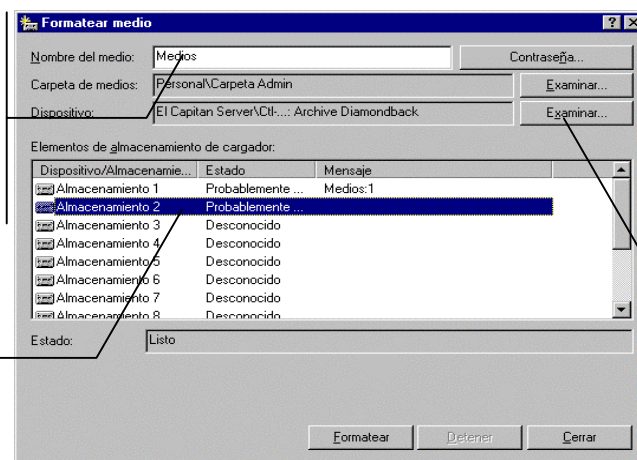 Formatear medio
Nombre del medio: Medios Contraseña...
Carpeta de medios: Personal\Carpeta Admin Examinar...
Dispositivo: El Capitan Server\Ctl-...: Archive Diamondback Examinar...
Elementos de almacenamiento de cargador:
Dispositivo/Almacenamie... Estado Mensaje
Almacenamiento 1 Probablemente ... Medios:1
Almacenamiento 2 Probablemente ...
Almacenamiento 3 Desconocido
Almacenamiento 4 Desconocido
Almacenamiento 5 Desconocido
Almacenamiento 6 Desconocido
Almacenamiento 7 Desconocido
Almacenamiento 8 Desconocido
Estado: Listo
Formatear Detener Cerrar